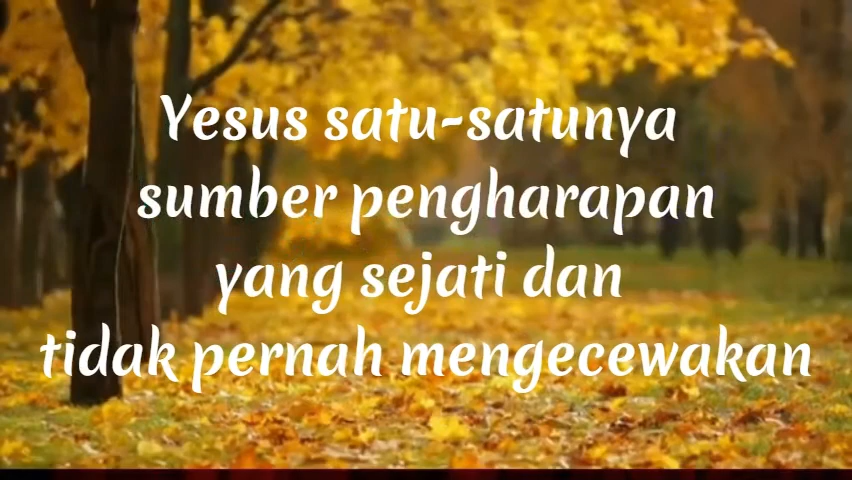 Yesus satu-satunya
sumber pengharapan
yang sejati dan
tidak pernah mengecewakan